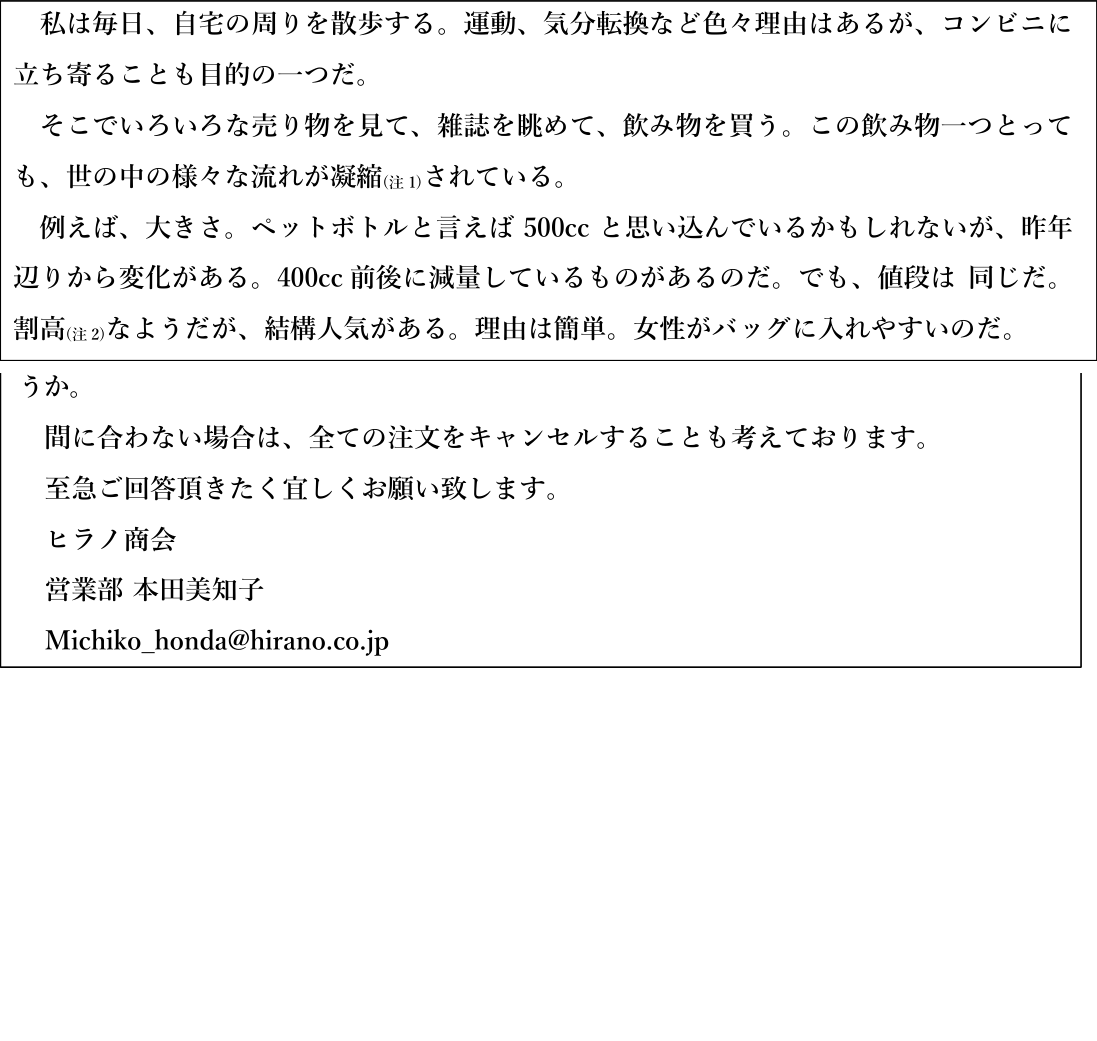 私は毎日、自宅の周りを散歩する。運動、気分転換など色々理由はあるが、コンビニに
立ち寄ることも目的の一つだ。
そこでいろいろな売り物を見て、雑誌を眺めて、飲み物を買う。この飲み物一つとって
も、世の中の様々な流れが凝縮(注1)されている。
例えば、大きさ。ペットボトルと言えば 500cc と思い込んでいるかもしれないが、昨年
辺りから変化がある。400cc 前後に減量しているものがあるのだ。でも、値段は 同じだ。
割高(注2)なようだが、結構人気がある。理由は簡単。女性がバッグに入れやすいのだ。
うか。
間に合わない場合は、全ての注文をキャンセルすることも考えております。
至急ご回答頂きたく宜しくお願い致します。
ヒラノ商会
営業部 本田美知子
Michiko_honda@hirano.co.jp